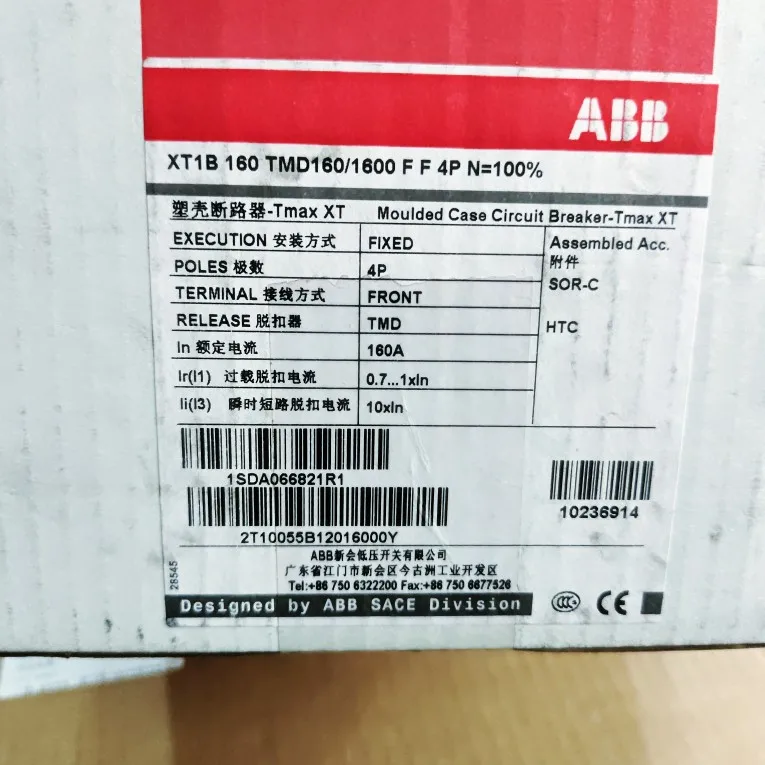 ABB
XT1B 160 TMD160/1600 F F 4P N=100%
塑壳断路器-Tmax XT Moulded Case Circuit Breaker-Tmax XT
EXECUTION 安装方式 FIXED Assembled Acc.
附件
POLES 极数 4P
SOR-C
TERMINAL 接线方式 FRONT
RELEASE 脱扣器 TMD HTC
In 额定电流 160A
Ir(I1) 过载脱扣电流 0.7...1xIn
Ii(I3) 瞬时短路脱扣电流 10xIn
1SDA066821R1
2T10055B12016000Y
10236914
ABB新会低压开关有限公司
广东省江门市新会区今古洲工业开发区
Tel:+86 750 6322200 Fax:+86 750 6677526
28545
Designed by ABB SACE Division CCC CE